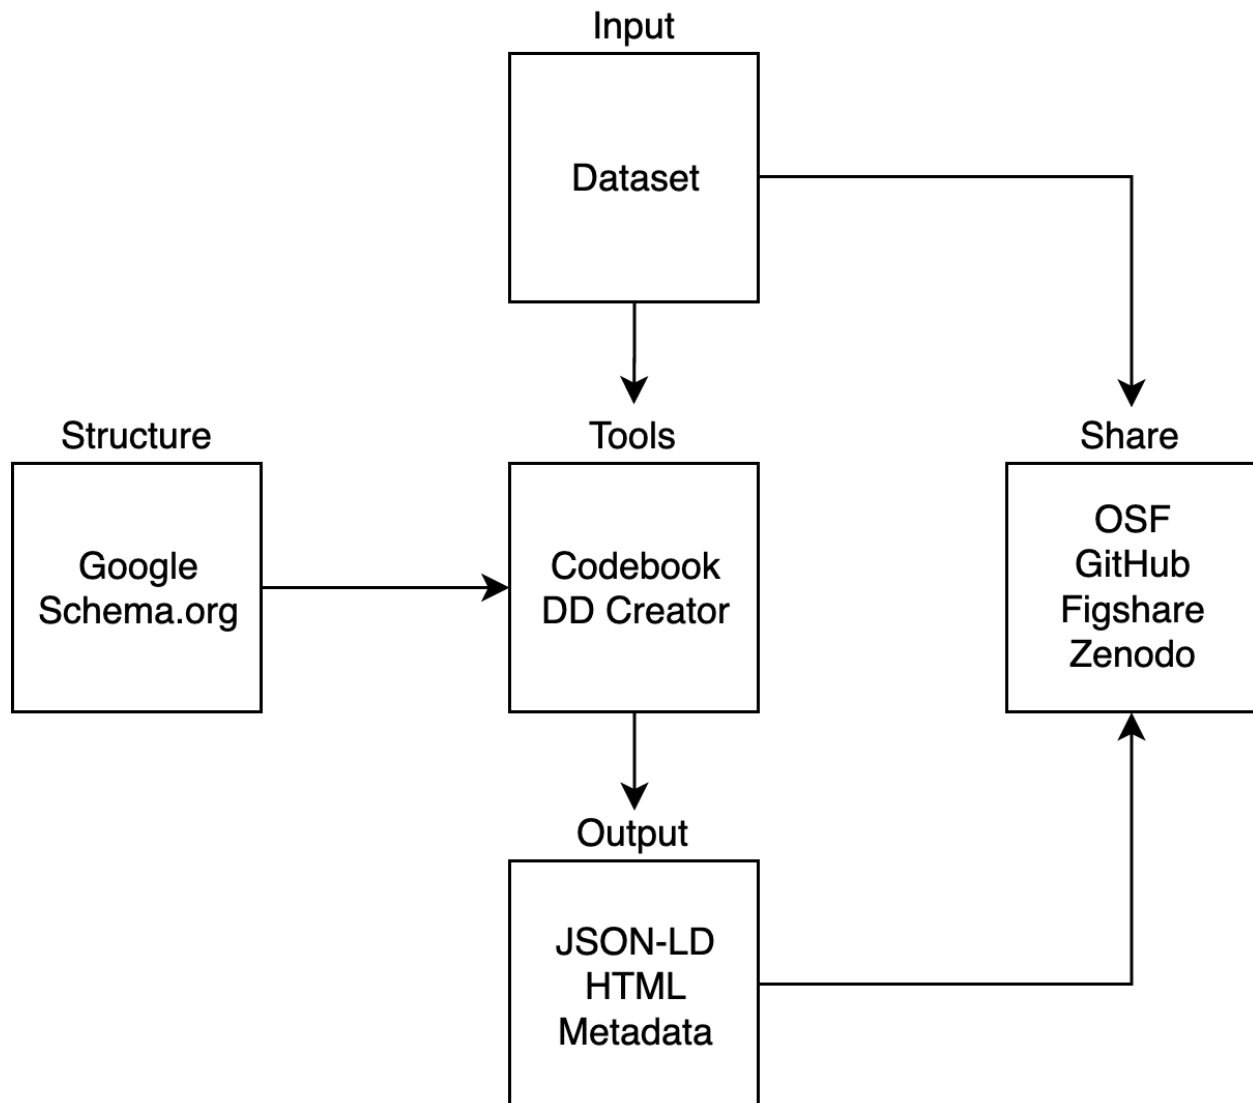 Input
Dataset
Structure
Google
Schema.org
Tools
Codebook
DD Creator
Share
OSF
GitHub
Figshare
Zenodo
Output
JSON-LD
HTML
Metadata